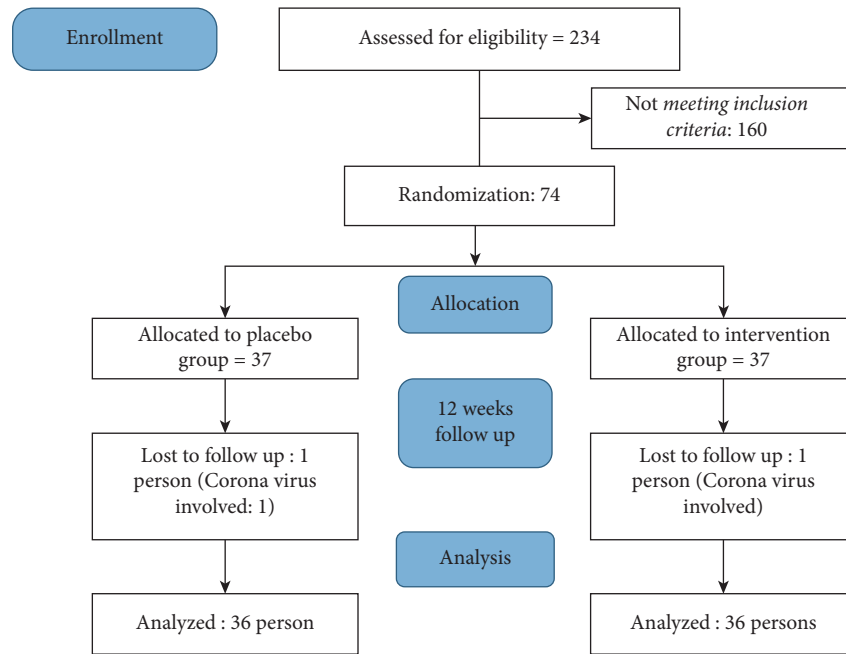 Enrollment
Assessed for eligibility = 234
Not meeting inclusion
criteria: 160
Randomization: 74
Allocation
Allocated to placebo
group = 37
Allocated to intervention
group = 37
12 weeks
follow up
Lost to follow up : 1
person (Corona virus
involved: 1)
Lost to follow up : 1
person (Corona virus
involved)
Analysis
Analyzed : 36 person
Analyzed : 36 persons